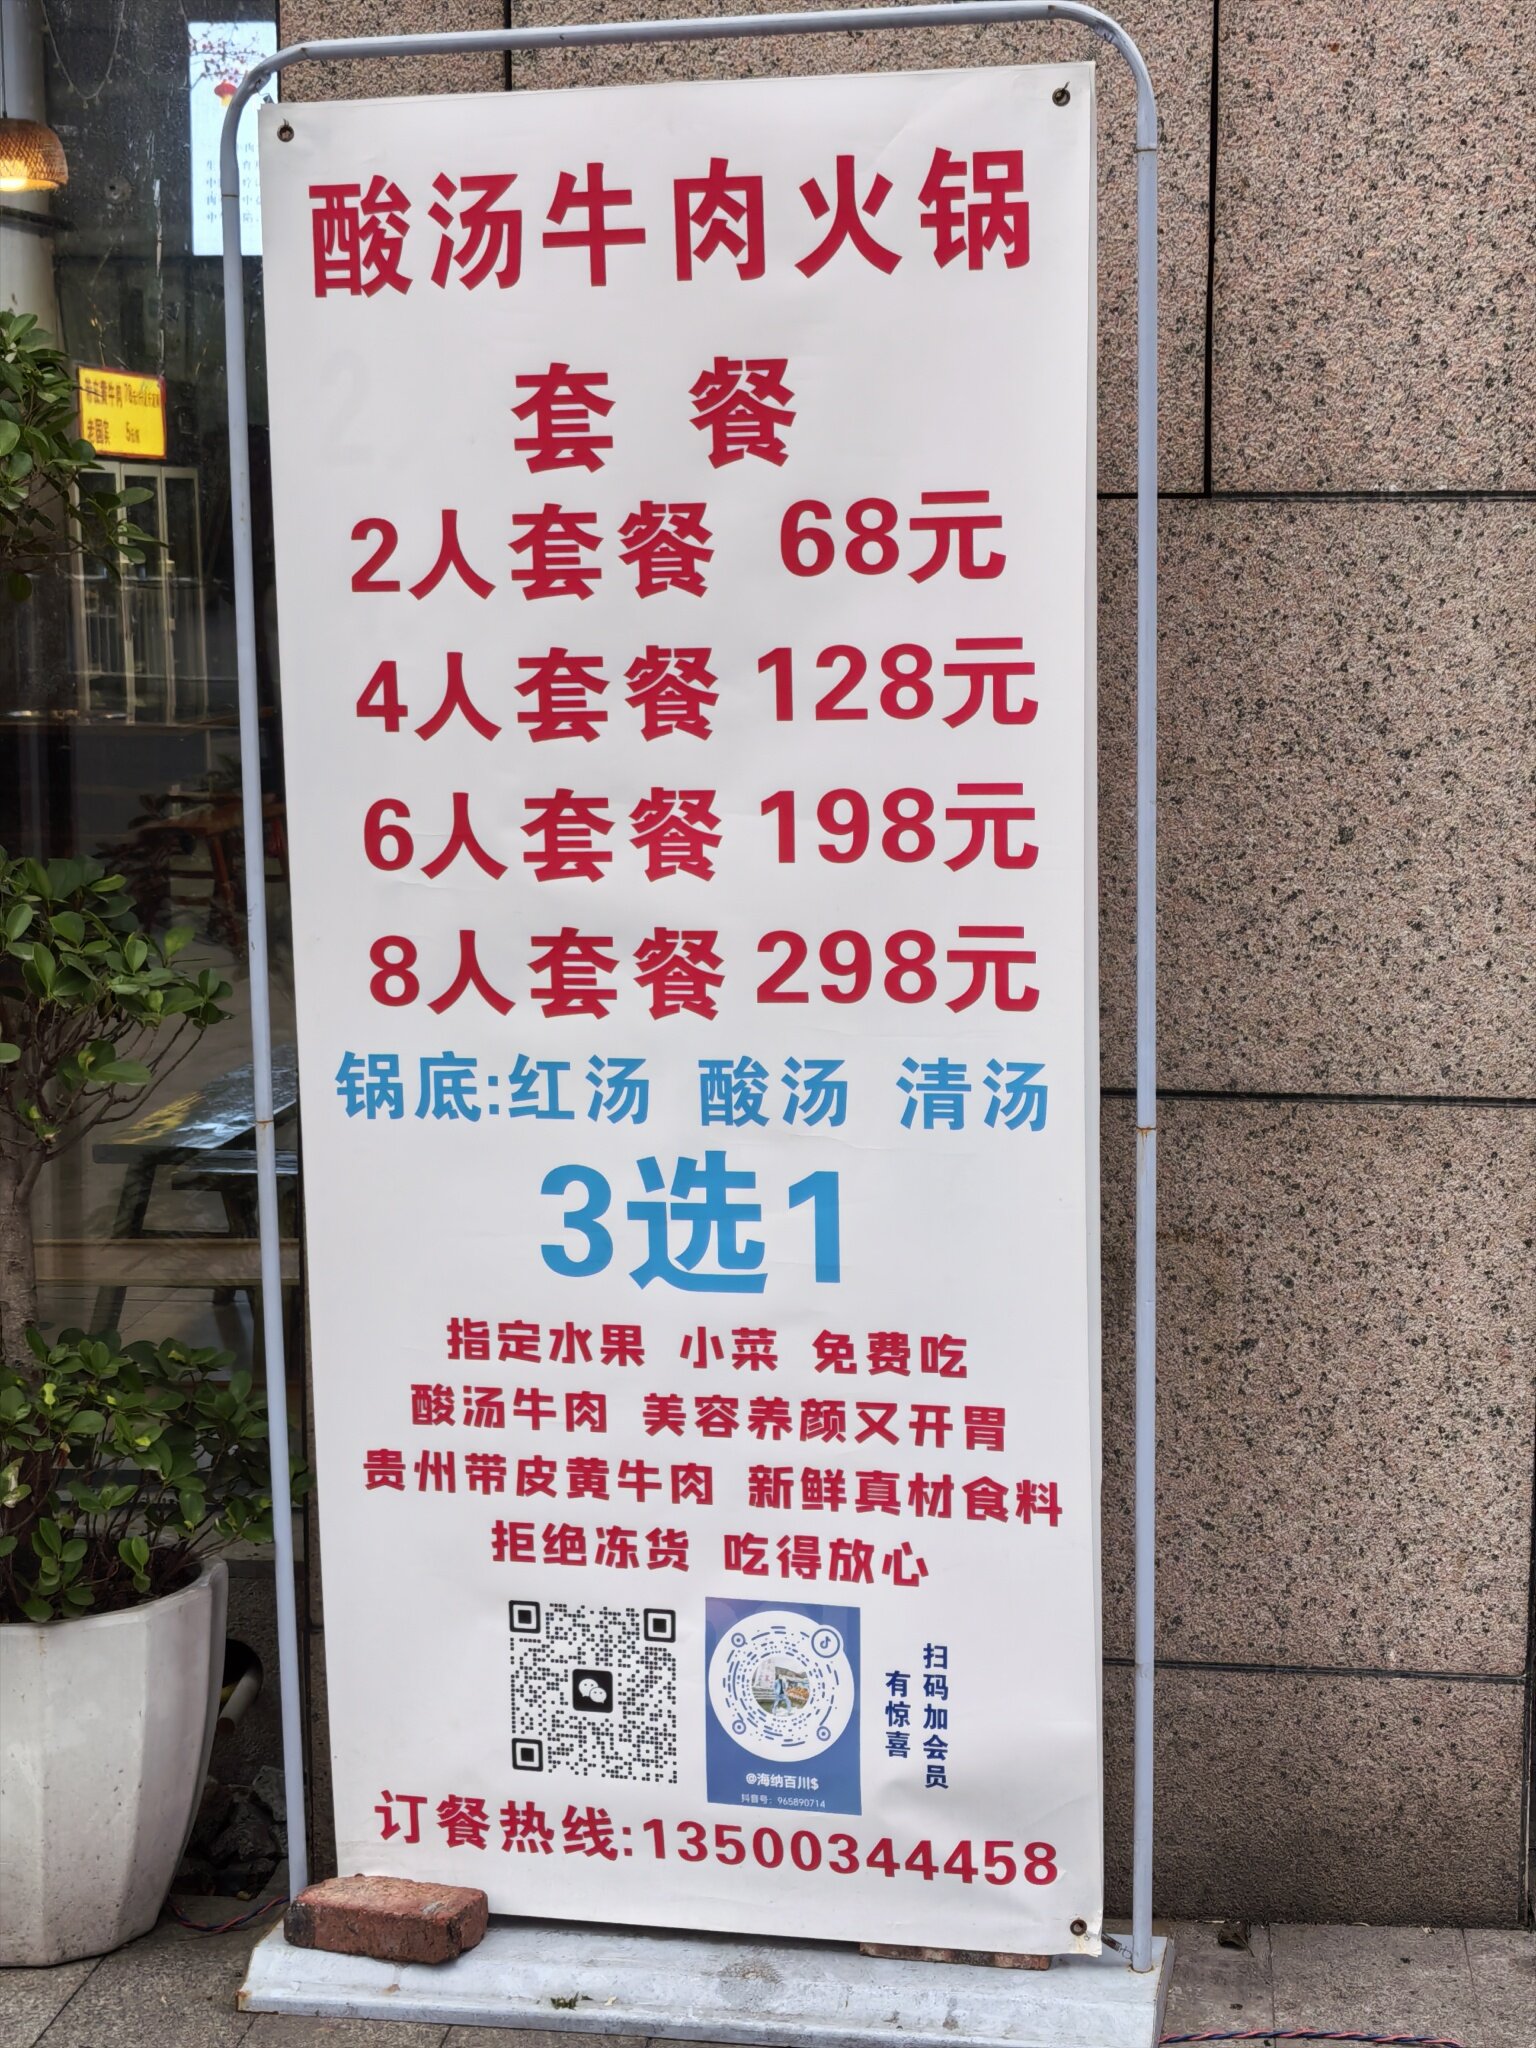 酸汤牛肉火锅
套 餐
2人套餐 68元
4人套餐 128元
6人套餐 198元
8人套餐 298元
锅底:红汤 酸汤 清汤
3选1
指定水果 小菜 免费吃
酸汤牛肉 美容养颜又开胃
贵州带皮黄牛肉 新鲜真材食料
拒绝冻货 吃得放心
扫码加会员
有惊喜
@海纳百川$
抖音号: 965890714
订餐热线:13500344458